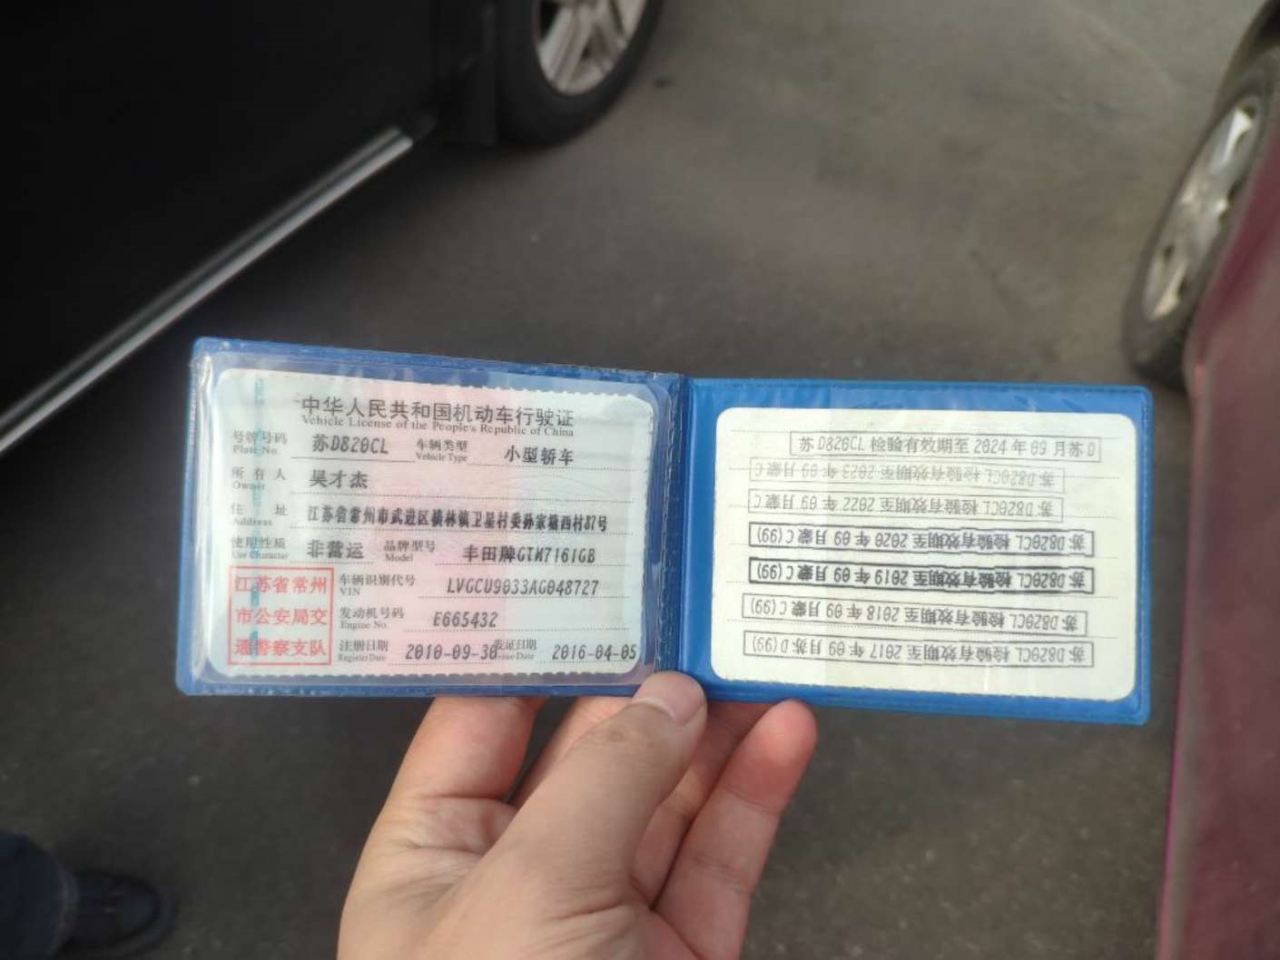 中华人民共和国机动车行驶证
Vehicle License of the People's Republic of China
号牌号码 苏D820CL 车辆类型 小型轿车
Plate No. Vehicle Type
所有人 吴才杰
Owner
住址 江苏省常州市武进区横林镇卫星村委孙家塘西村87号
Address
使用性质 非营运 品牌型号 丰田牌GTM7161GB
Use Character Model
江苏省常州
市公安局交
通警察支队
车辆识别代号 LVGCU9033AG048727
VIN
发动机号码 E665432
Engine No.
注册日期 2010-09-30 发证日期 2016-04-05
Register Date Issue Date
苏D820CL 检验有效期至 2024年09月苏D
苏D820CL 检验有效期至 2023年09月蒙C
苏D820CL 检验有效期至 2022年09月蒙C
苏D820CL 检验有效期至 2020年09月蒙C(99)
苏D820CL 检验有效期至 2019年09月蒙C(99)
苏D820CL 检验有效期至 2018年09月蒙C(99)
苏D820CL 检验有效期至 2017年09月苏D(99)